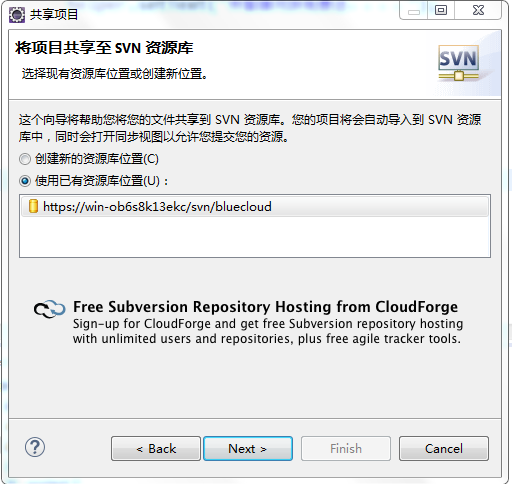 共享项目
将项目共享至 SVN 资源库
选择现有资源库位置或创建新位置。
SVN
这个向导将帮助您将您的文件共享到 SVN 资源库。您的项目将会自动导入到 SVN 资源
库中，同时会打开同步视图以允许您提交您的资源。
创建新的资源库位置(C)
使用已有资源库位置(U)：
https://win-ob6s8k13ekc/svn/bluecloud
Free Subversion Repository Hosting from CloudForge
Sign-up for CloudForge and get free Subversion repository hosting
with unlimited users and repositories, plus free agile tracker tools.
?
< Back
Next >
Finish
Cancel